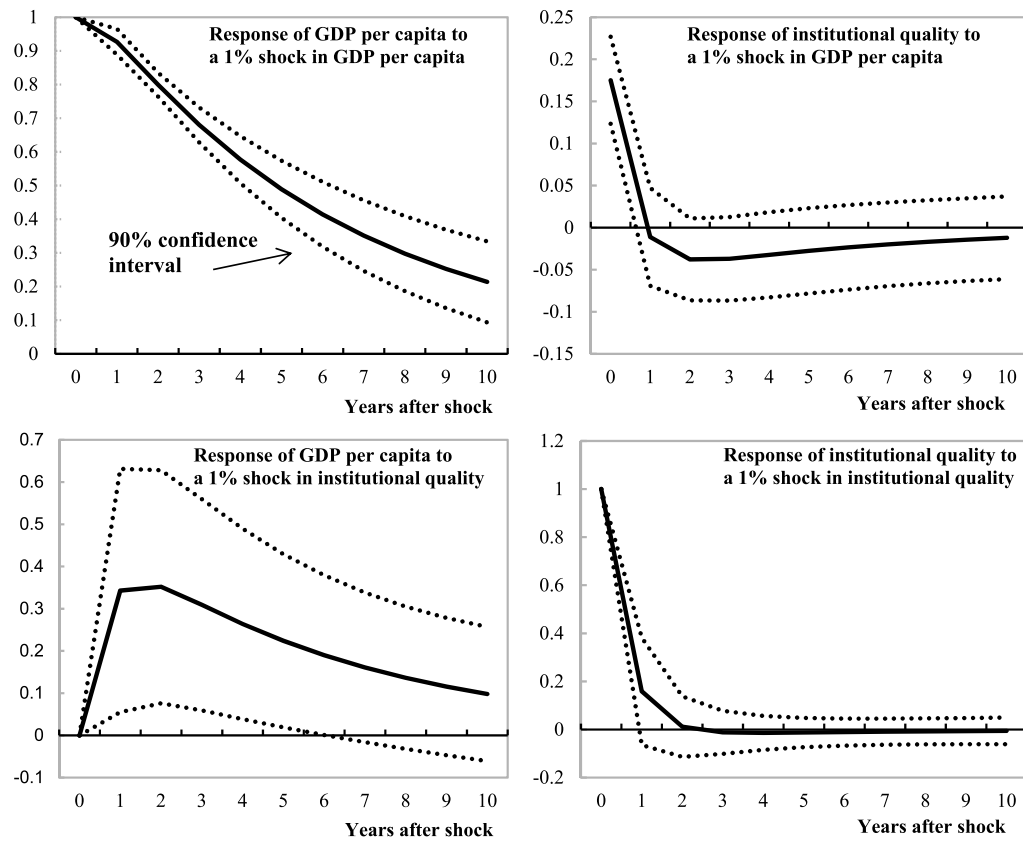 Response of GDP per capita to
a 1% shock in GDP per capita
1
0.9
0.8
0.7
0.6
0.5
0.4
0.3
0.2
0.1
0
90% confidence
interval
0 1 2 3 4 5 6 7 8 9 10
Years after shock
Response of institutional quality to
a 1% shock in GDP per capita
0.25
0.2
0.15
0.1
0.05
0
-0.05
-0.1
-0.15
0 1 2 3 4 5 6 7 8 9 10
Years after shock
Response of GDP per capita to
a 1% shock in institutional quality
0.7
0.6
0.5
0.4
0.3
0.2
0.1
0
-0.1
0 1 2 3 4 5 6 7 8 9 10
Years after shock
Response of institutional quality to
a 1% shock in institutional quality
1.2
1
0.8
0.6
0.4
0.2
0
-0.2
0 1 2 3 4 5 6 7 8 9 10
Years after shock